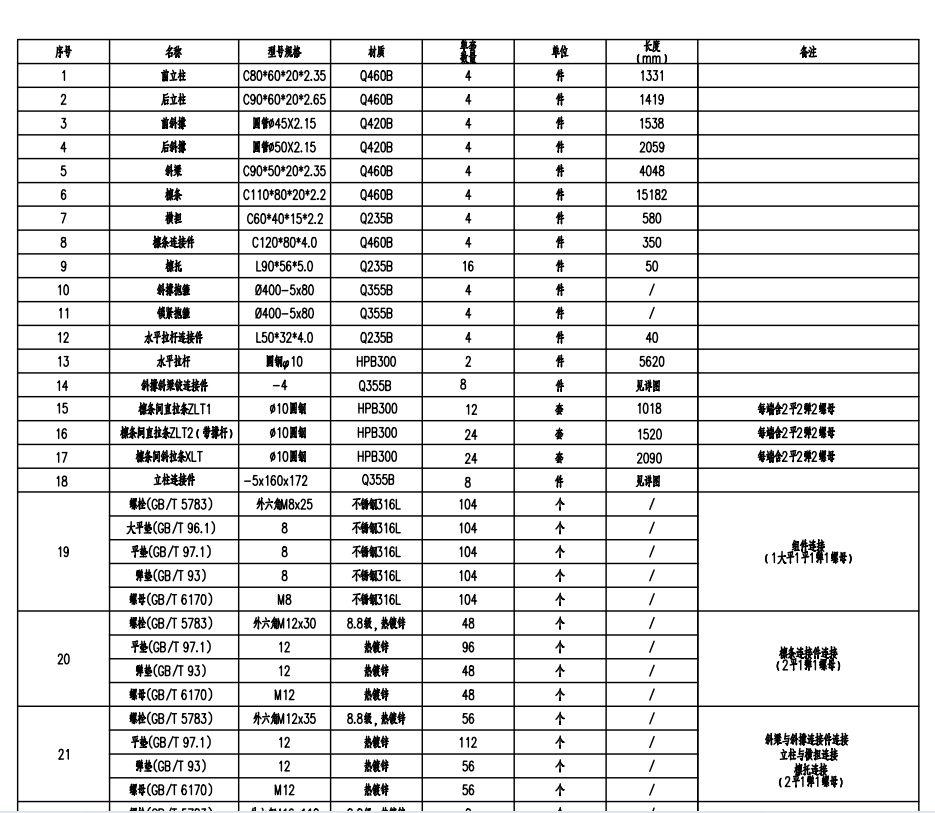 序号 名称 型号规格 材质 单套数量 单位 长度(mm) 备注
1 前立柱 C80*60*20*2.35 Q460B 4 件 1331
2 后立柱 C90*60*20*2.65 Q460B 4 件 1419
3 前斜撑 圆管ø45X2.15 Q420B 4 件 1538
4 后斜撑 圆管ø50X2.15 Q420B 4 件 2059
5 斜梁 C90*50*20*2.35 Q460B 4 件 4048
6 檩条 C110*80*20*2.2 Q460B 4 件 15182
7 横担 C60*40*15*2.2 Q235B 4 件 580
8 檩条连接件 C120*80*4.0 Q460B 4 件 350
9 檩托 L90*56*5.0 Q235B 16 件 50
10 斜撑抱箍 Ø400-5x80 Q355B 4 件 /
11 锁紧抱箍 Ø400-5x80 Q355B 4 件 /
12 水平拉杆连接件 L50*32*4.0 Q235B 4 件 40
13 水平拉杆 圆钢φ10 HPB300 2 件 5620
14 斜撑斜梁铰连接件 -4 Q355B 8 件 见详图
15 檩条间直拉条ZLT1 ø10圆钢 HPB300 12 套 1018 每端含2平2弹2螺母
16 檩条间直拉条ZLT2(带撑杆) ø10圆钢 HPB300 24 套 1520 每端含2平2弹2螺母
17 檩条间斜拉条XLT ø10圆钢 HPB300 24 套 2090 每端含2平2弹2螺母
18 立柱连接件 -5x160x172 Q355B 8 件 见详图
19 螺栓(GB/T 5783) 外六角M8x25 不锈钢316L 104 个 /
大平垫(GB/T 96.1) 8 不锈钢316L 104 个 /
平垫(GB/T 97.1) 8 不锈钢316L 104 个 / 组件连接
(1大平1平1弹1螺母)
弹垫(GB/T 93) 8 不锈钢316L 104 个 /
螺母(GB/T 6170) M8 不锈钢316L 104 个 /
20 螺栓(GB/T 5783) 外六角M12x30 8.8级,热镀锌 48 个 /
平垫(GB/T 97.1) 12 热镀锌 96 个 / 檩条连接件连接
(2平1弹1螺母)
弹垫(GB/T 93) 12 热镀锌 48 个 /
螺母(GB/T 6170) M12 热镀锌 48 个 /
21 螺栓(GB/T 5783) 外六角M12x35 8.8级,热镀锌 56 个 /
平垫(GB/T 97.1) 12 热镀锌 112 个 / 斜梁与斜撑连接件连接
立柱与横担连接
弹垫(GB/T 93) 12 热镀锌 56 个 / 檩托连接
(2平1弹1螺母)
螺母(GB/T 6170) M12 热镀锌 56 个 /